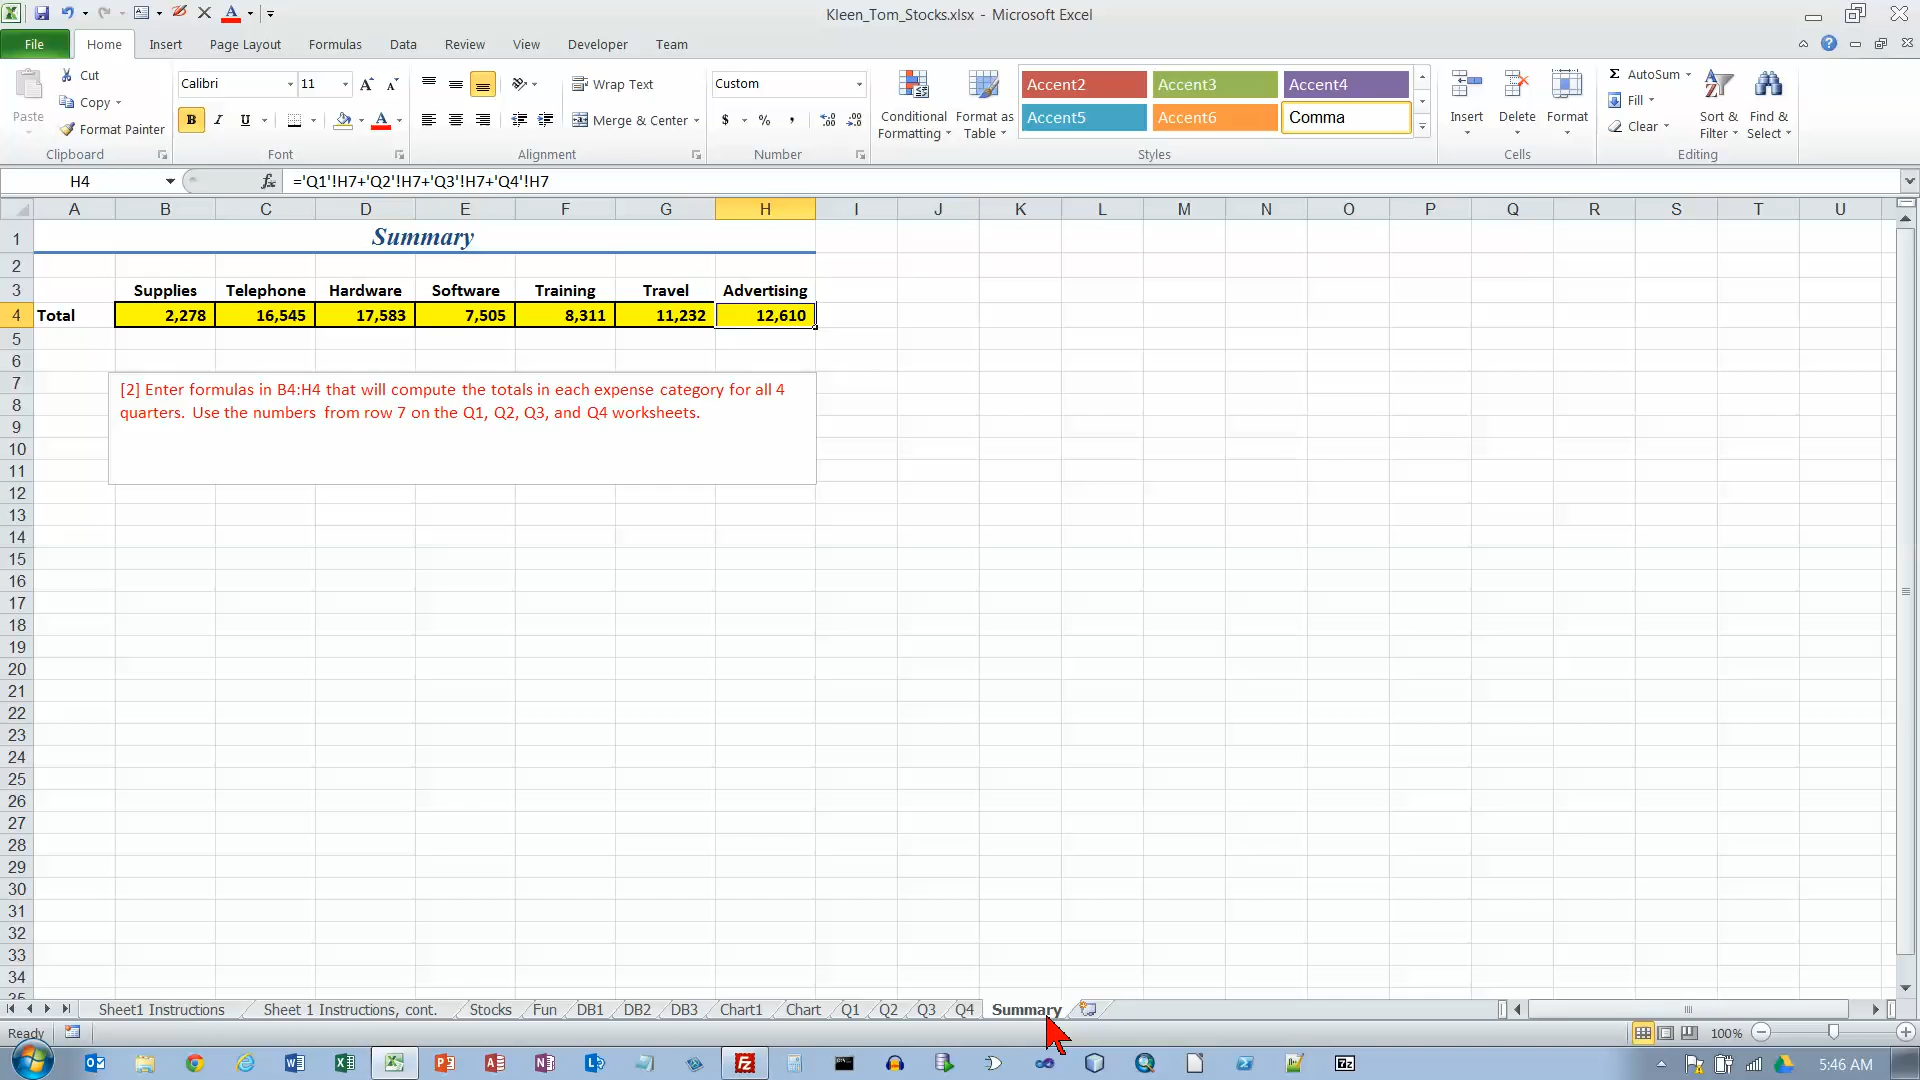 Kleen_Tom_Stocks.xlsx - Microsoft Excel
File Home Insert Page Layout Formulas Data Review View Developer Team
Paste Cut Copy Format Painter Clipboard
Calibri 11 B I U A Font
Wrap Text Merge & Center Alignment
Custom $ % , Number
Conditional Formatting Format as Table
Accent2 Accent3 Accent4
Accent5 Accent6 Comma
Styles
Insert Delete Format Cells
AutoSum Fill Clear Sort & Filter Find & Select Editing
H4 fx ='Q1'!H7+'Q2'!H7+'Q3'!H7+'Q4'!H7
A B C D E F G H I J K L M N O P Q R S T U
1 Summary
2
3 Supplies Telephone Hardware Software Training Travel Advertising
4 Total 2,278 16,545 17,583 7,505 8,311 11,232 12,610
5
6
7
8
9
10
11
12
13
14
15
16
17
18
19
20
21
22
23
24
25
26
27
28
29
30
31
32
33
34
35
[2] Enter formulas in B4:H4 that will compute the totals in each expense category for all 4
quarters. Use the numbers from row 7 on the Q1, Q2, Q3, and Q4 worksheets.
Sheet1 Instructions Sheet 1 Instructions, cont. Stocks Fun DB1 DB2 DB3 Chart1 Chart Q1 Q2 Q3 Q4 Summary
Ready 100%
5:46 AM